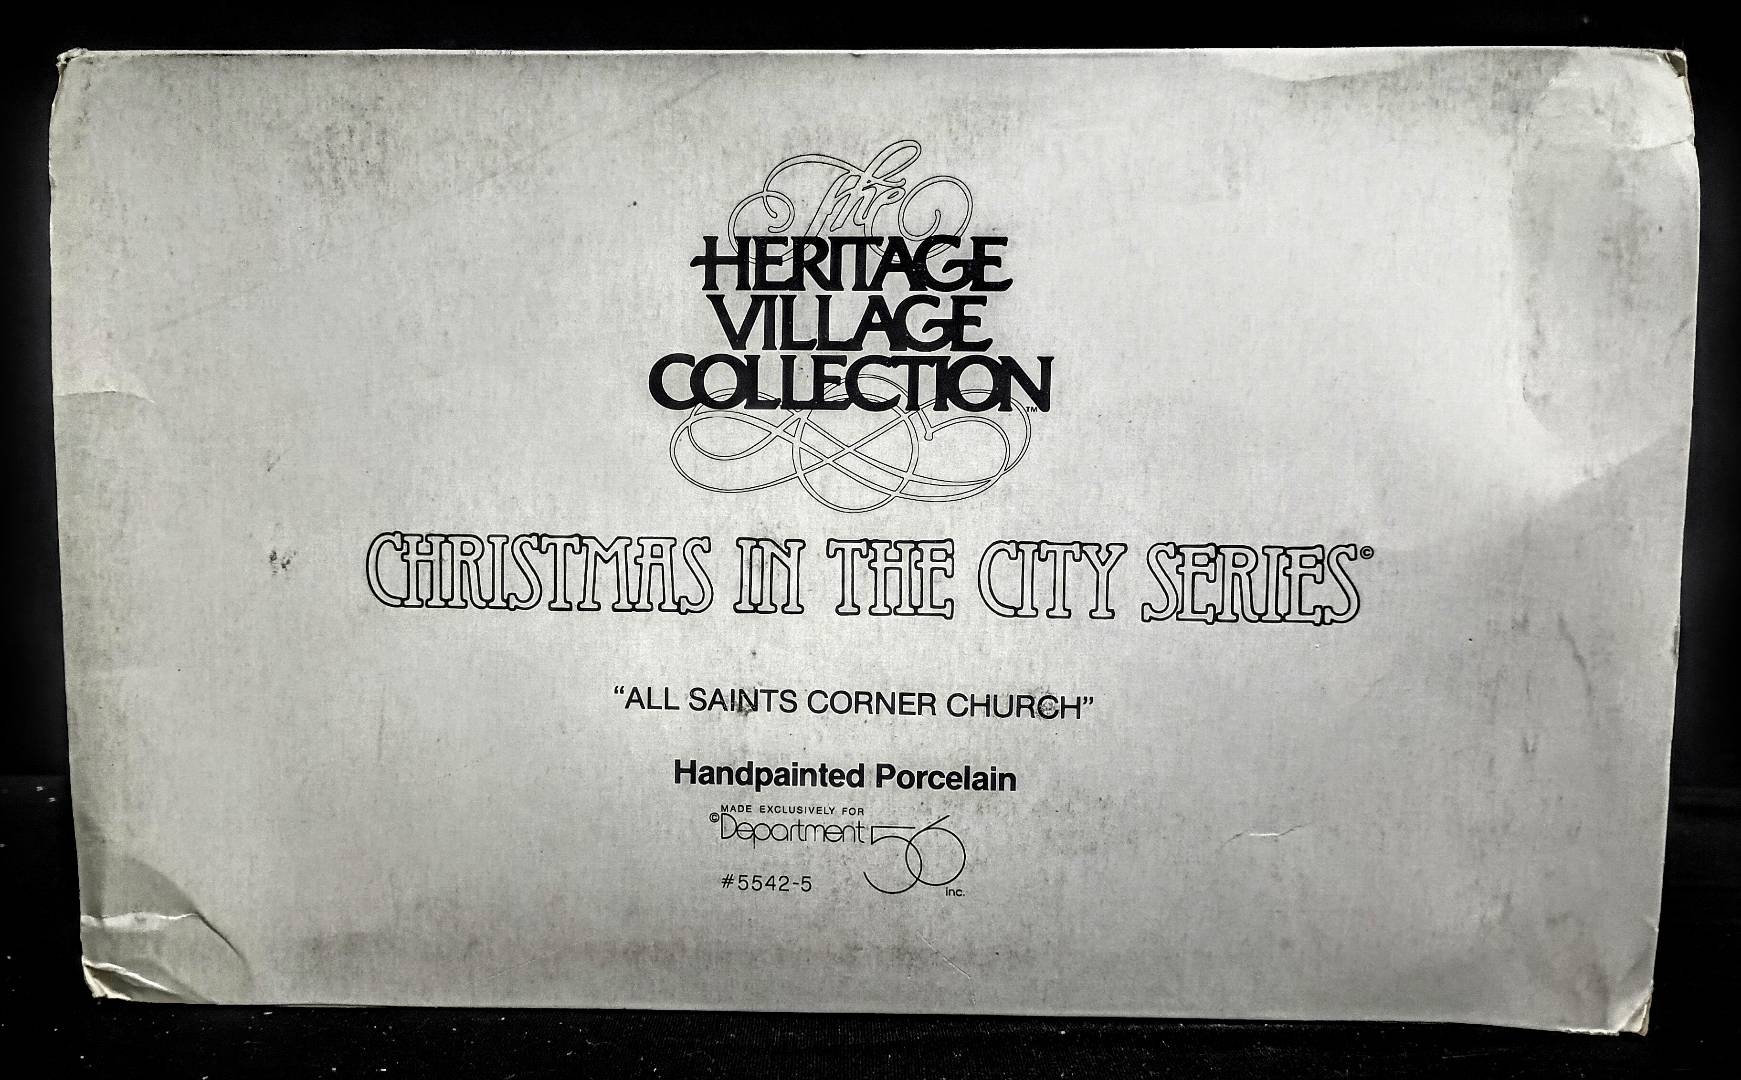 The
HERITAGE
VILLAGE
COLLECTION™
CHRISTMAS IN THE CITY SERIES©
“ALL SAINTS CORNER CHURCH”
Handpainted Porcelain
MADE EXCLUSIVELY FOR
©Department 56
Inc.
#5542-5